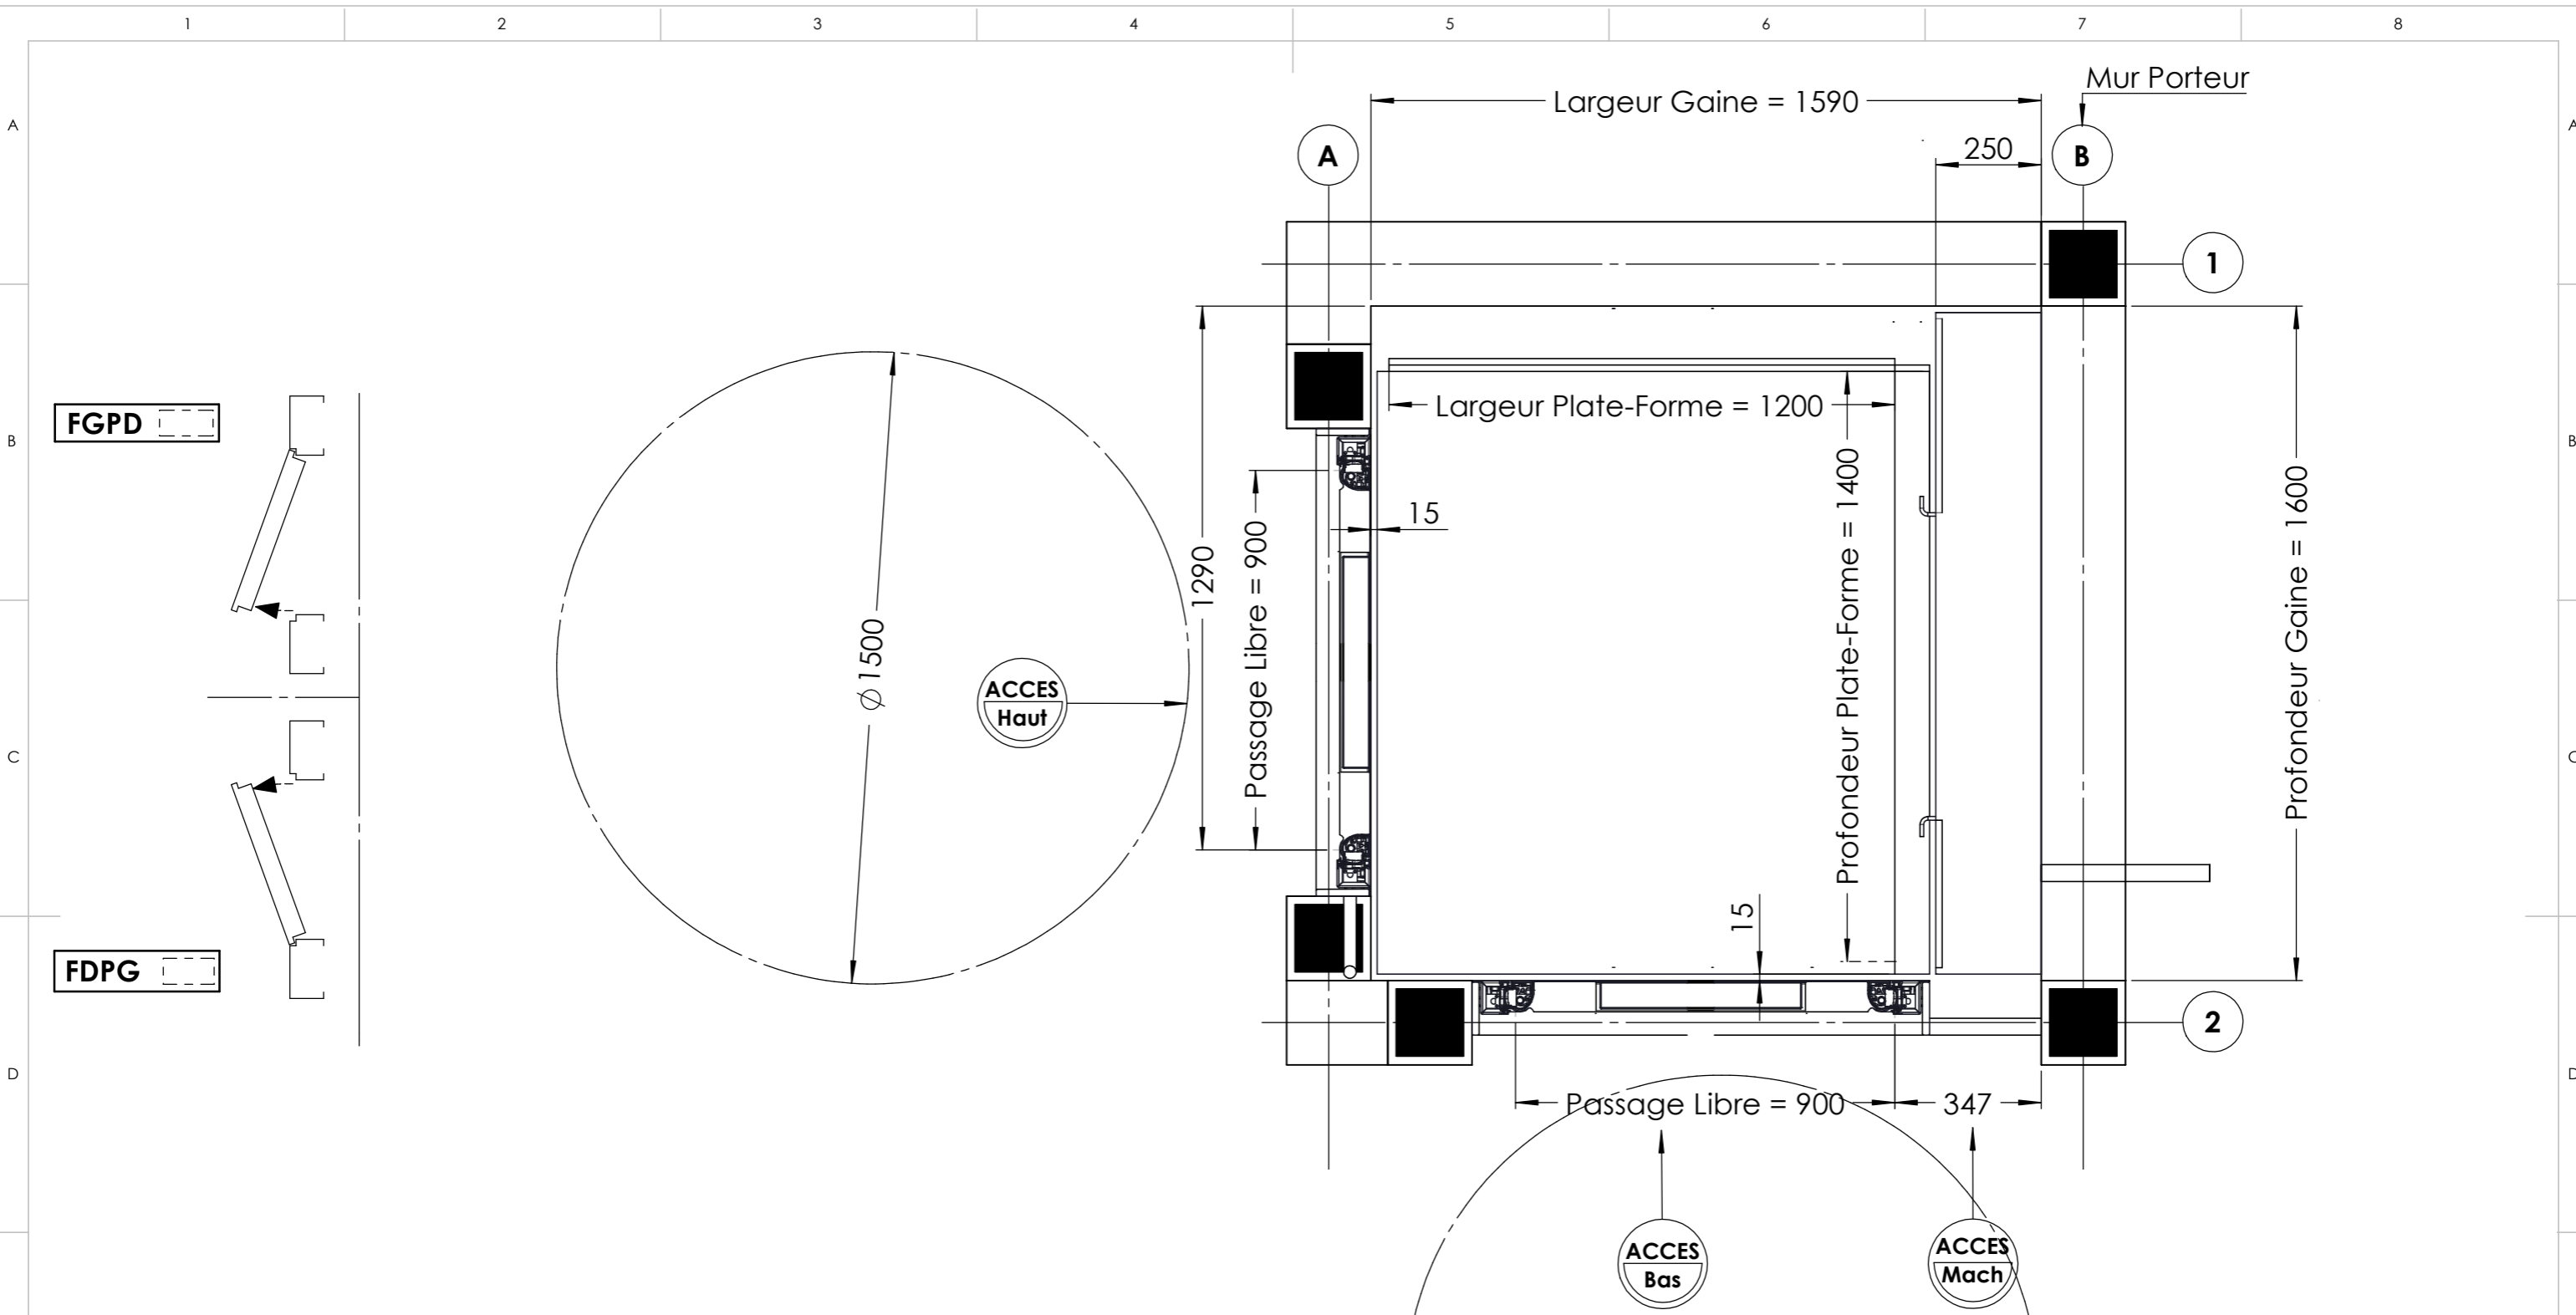 1 2 3 4 5 6 7 8
A
A
Mur Porteur
Largeur Gaine = 1590
250
A
B
1
FGPD
B
B
Largeur Plate-Forme = 1200
Profondeur Plate-Forme = 1400
Profondeur Gaine = 1600
15
1290
Passage Libre = 900
Ø1500
ACCES
Haut
C
C
15
FDPG
2
D
D
Passage Libre = 900
347
ACCES
Bas
ACCES
Mach